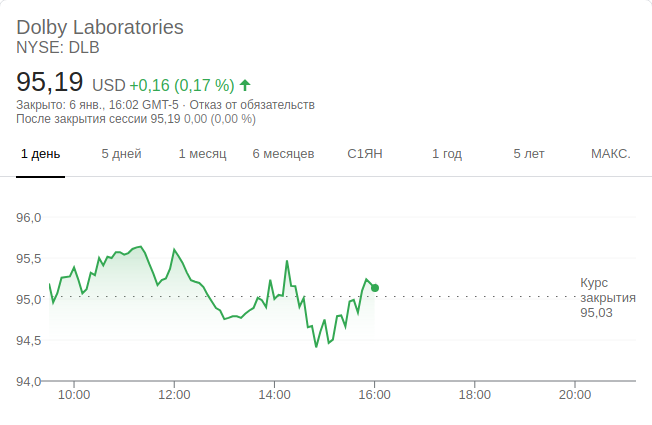 Dolby Laboratories
NYSE: DLB
95,19 USD +0,16 (0,17 %)
Закрыто: 6 янв., 16:02 GMT-5 · Отказ от обязательств
После закрытия сессии 95,19 0,00 (0,00 %)
1 день 5 дней 1 месяц 6 месяцев С1ЯН 1 год 5 лет МАКС.
96,0
95,5
95,0
94,5
94,0
Курс
закрытия
95,03
10:00 12:00 14:00 16:00 18:00 20:00